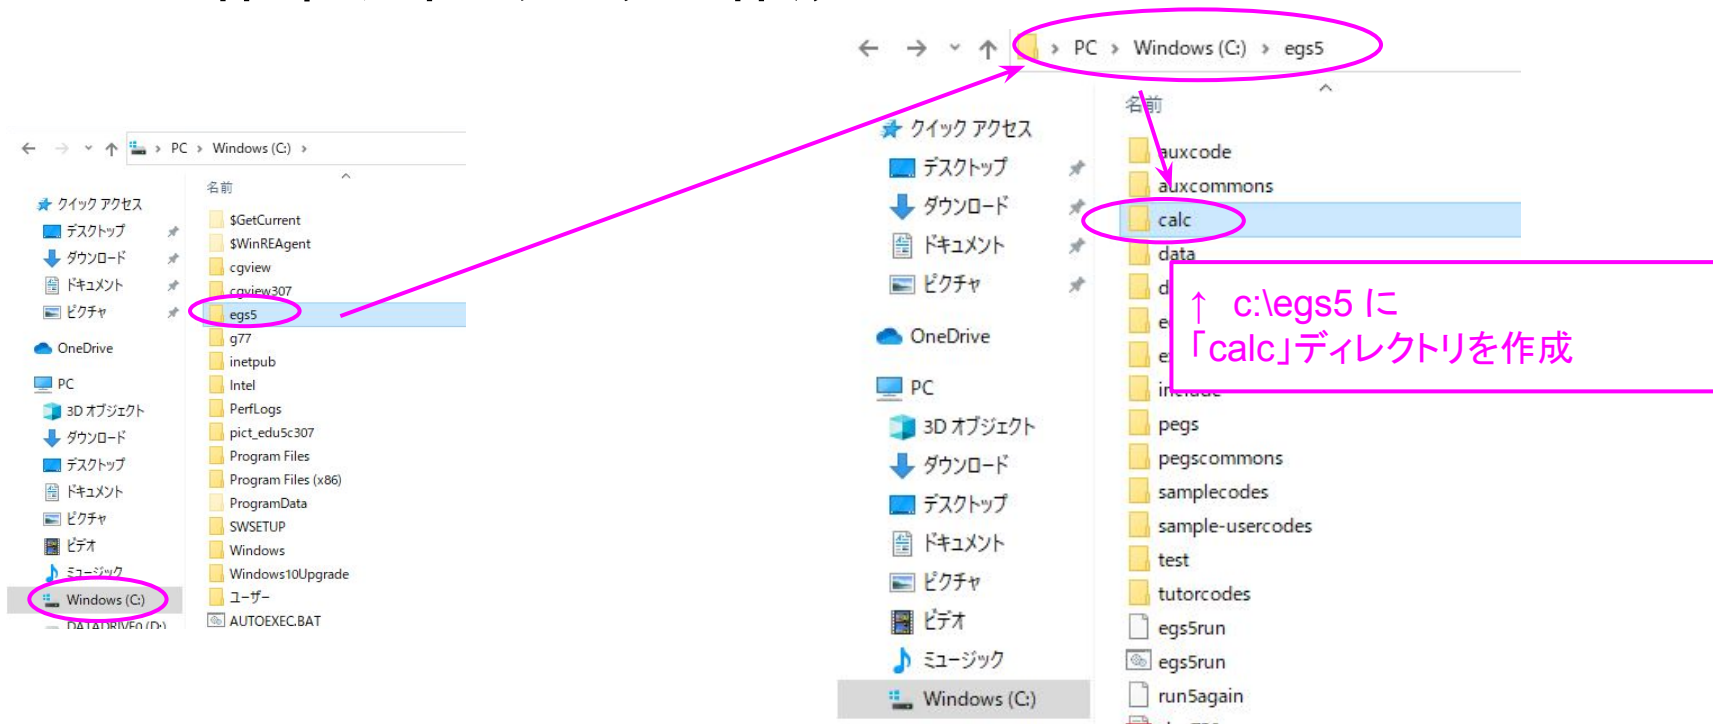 PC > Windows (C:) >
名前
クイック アクセス
デスクトップ
ダウンロード
ドキュメント
ピクチャ
OneDrive
PC
3D オブジェクト
ダウンロード
デスクトップ
ドキュメント
ピクチャ
ビデオ
ミュージック
Windows (C:)
DATADRIVE0 (D:)
$GetCurrent
$WinREAgent
cgview
cgview307
egs5
g77
inetpub
Intel
PerfLogs
pict_edu5c307
Program Files
Program Files (x86)
ProgramData
SWSETUP
Windows
Windows10Upgrade
ユーザー
AUTOEXEC.BAT
> PC > Windows (C:) > egs5
名前
クイック アクセス
デスクトップ
ダウンロード
ドキュメント
ピクチャ
OneDrive
PC
3D オブジェクト
ダウンロード
デスクトップ
ドキュメント
ピクチャ
ビデオ
ミュージック
Windows (C:)
auxcode
auxcommons
calc
data
include
pegs
pegscommons
samplecodes
sample-usercodes
test
tutorcodes
egs5run
egs5run
run5again
↑ c:\egs5 に
「calc」ディレクトリを作成